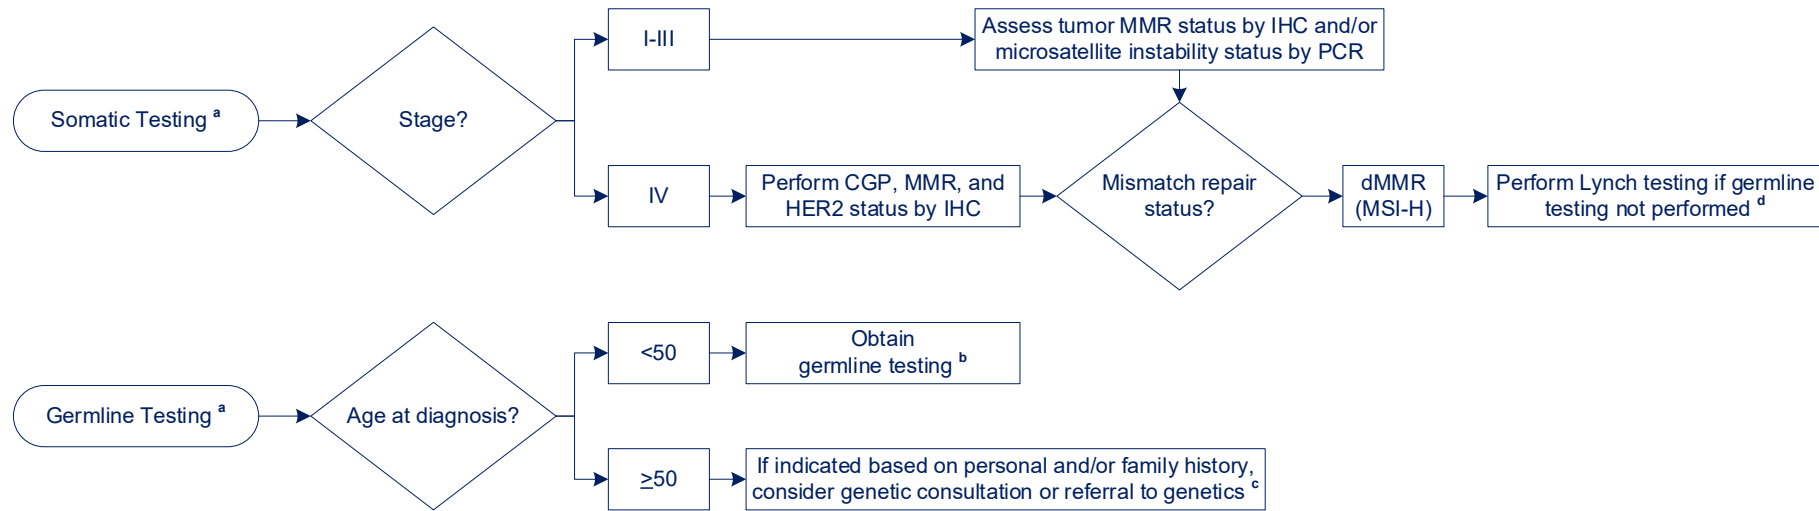 Somatic Testing a
Stage?
I-III
Assess tumor MMR status by IHC and/or
microsatellite instability status by PCR
IV
Perform CGP, MMR, and
HER2 status by IHC
Mismatch repair
status?
dMMR
(MSI-H)
Perform Lynch testing if germline
testing not performed d
Germline Testing a
Age at diagnosis?
<50
Obtain
germline testing b
≥50
If indicated based on personal and/or family history,
consider genetic consultation or referral to genetics c